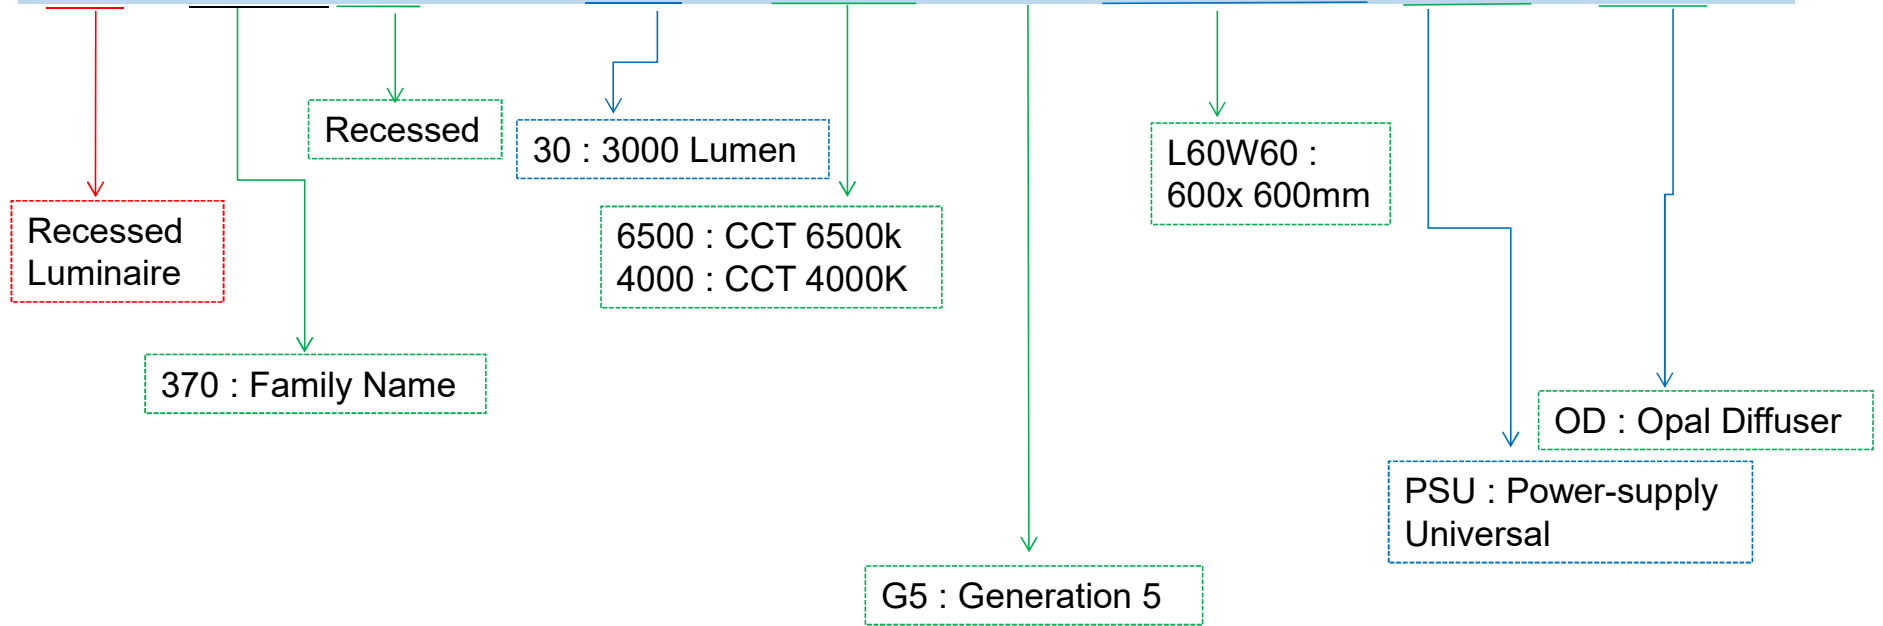 Recessed
30 : 3000 Lumen
L60W60 :
600x 600mm
Recessed
Luminaire
6500 : CCT 6500k
4000 : CCT 4000K
370 : Family Name
OD : Opal Diffuser
PSU : Power-supply
Universal
G5 : Generation 5